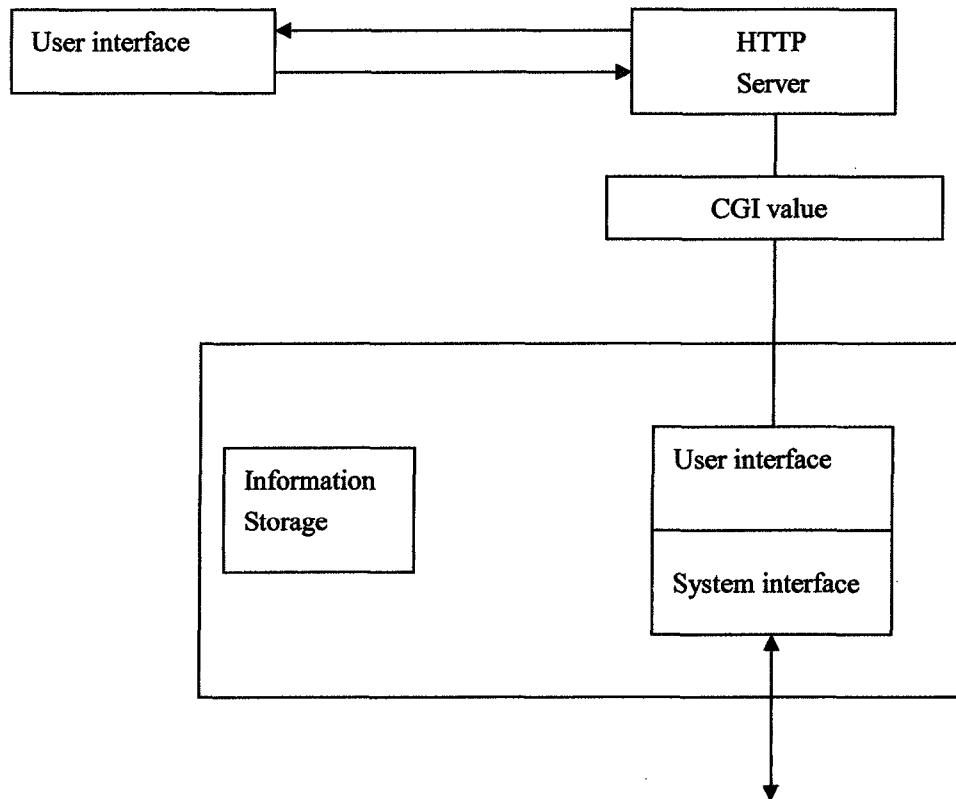 User interface
HTTP
Server
CGI value
User interface
Information
Storage
System interface